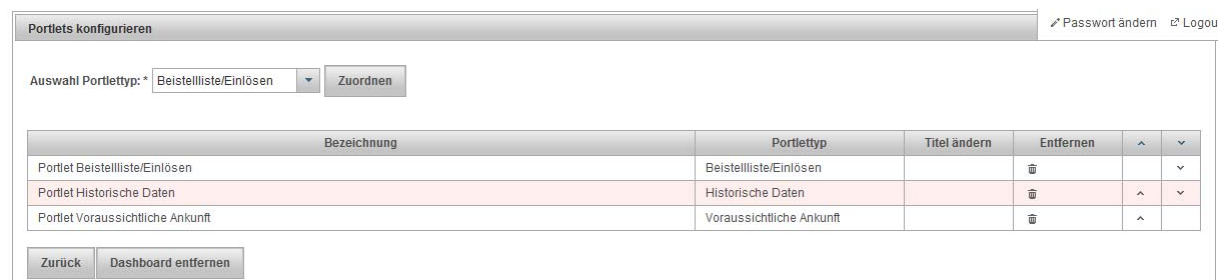 Portlets konfigurieren
Passwort ändern Logou
Auswahl Portlettyp: * Beistellliste/Einlösen Zuordnen
Bezeichnung Portlettyp Titel ändern Entfernen
Portlet Beistellliste/Einlösen Beistellliste/Einlösen
Portlet Historische Daten Historische Daten
Portlet Voraussichtliche Ankunft Voraussichtliche Ankunft
Zurück Dashboard entfernen